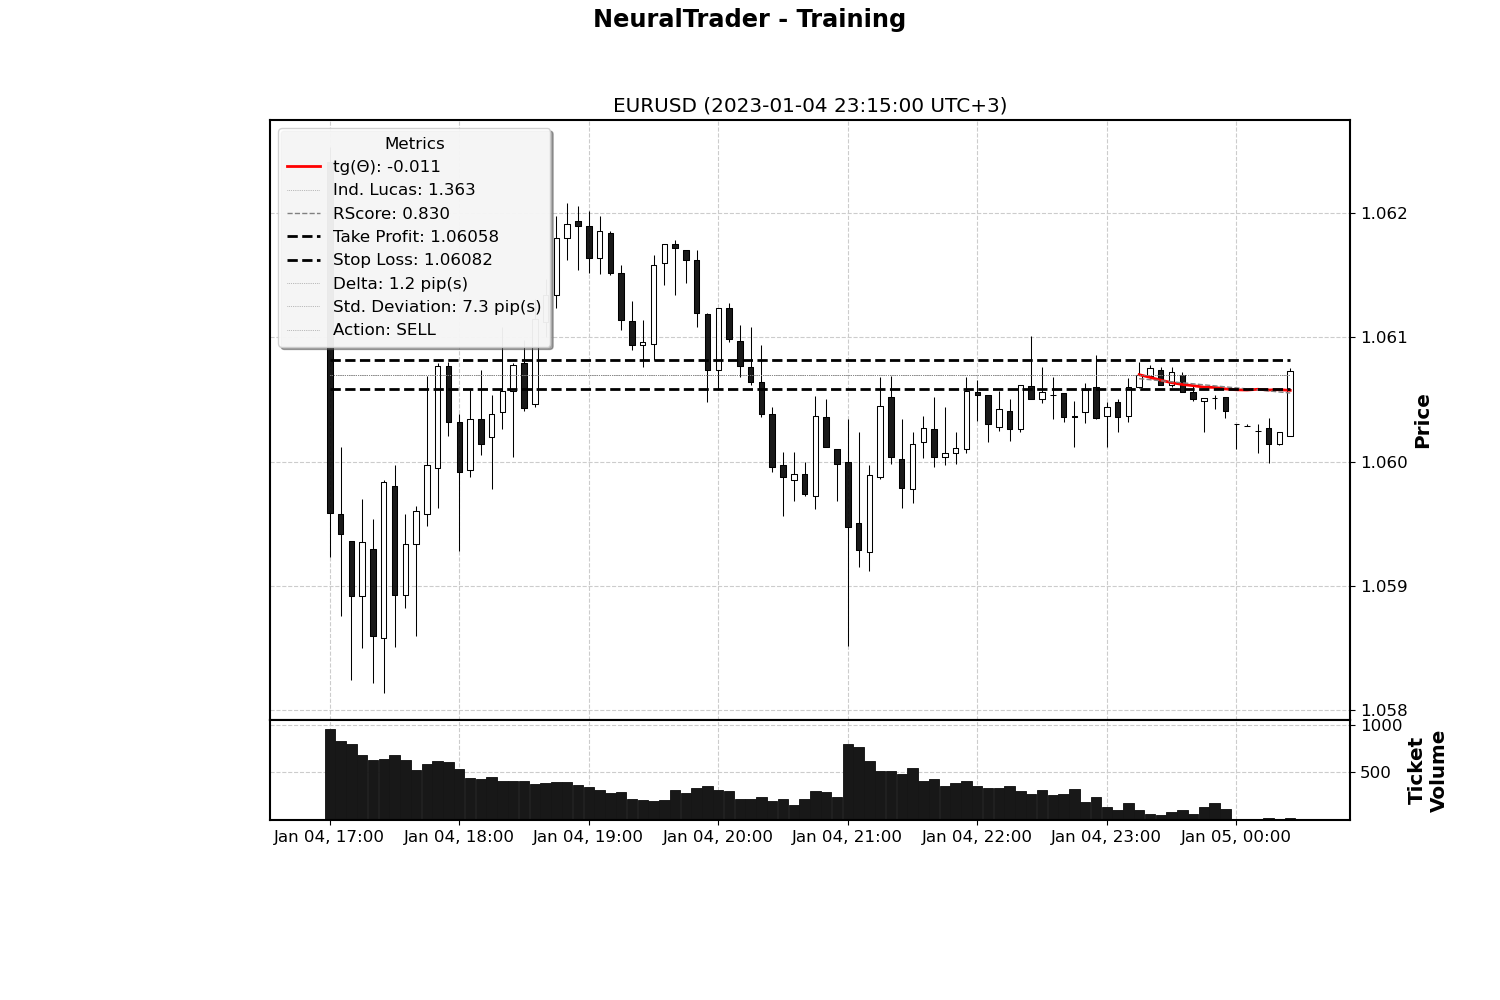 NeuralTrader - Training
EURUSD (2023-01-04 23:15:00 UTC+3)
Metrics
tg(Θ): -0.011
Ind. Lucas: 1.363
RScore: 0.830
Take Profit: 1.06058
Stop Loss: 1.06082
Delta: 1.2 pip(s)
Std. Deviation: 7.3 pip(s)
Action: SELL
1.062
1.061
1.060
1.059
1.058
Price
1000
500
Ticket
Volume
Jan 04, 17:00
Jan 04, 18:00
Jan 04, 19:00
Jan 04, 20:00
Jan 04, 21:00
Jan 04, 22:00
Jan 04, 23:00
Jan 05, 00:00